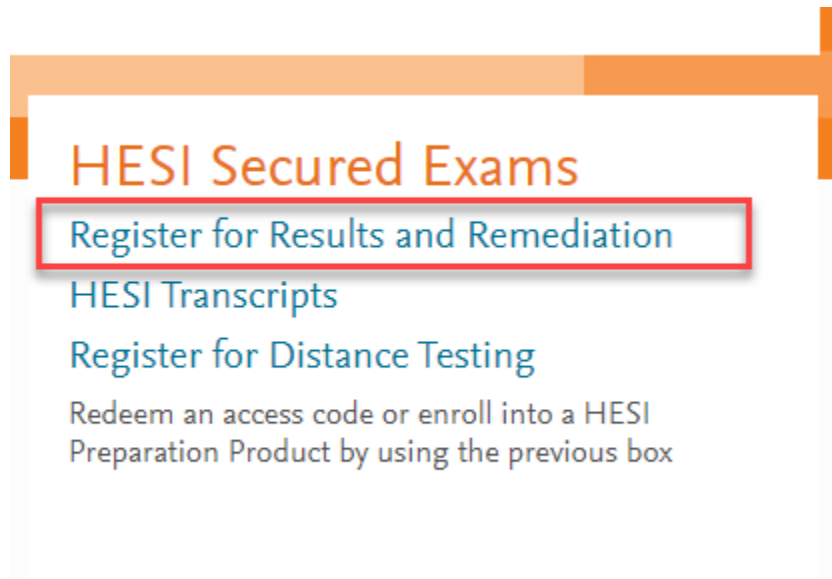 HESI Secured Exams
Register for Results and Remediation
HESI Transcripts
Register for Distance Testing
Redeem an access code or enroll into a HESI
Preparation Product by using the previous box